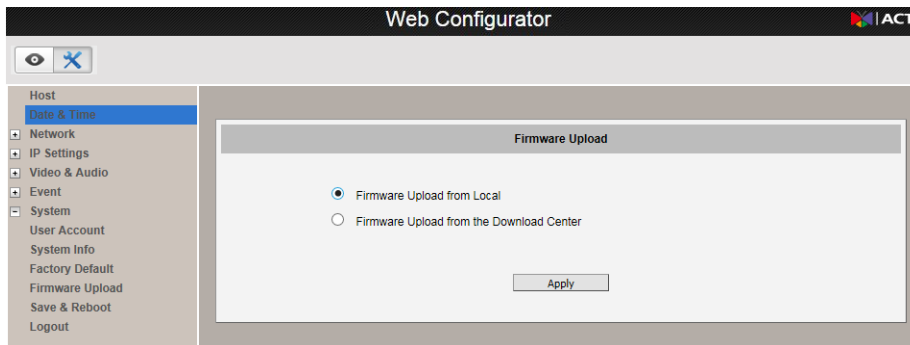 Web Configurator
ACT
Host
Date & Time
Network
IP Settings
Video & Audio
Event
System
User Account
System Info
Factory Default
Firmware Upload
Save & Reboot
Logout
Firmware Upload
Firmware Upload from Local
Firmware Upload from the Download Center
Apply